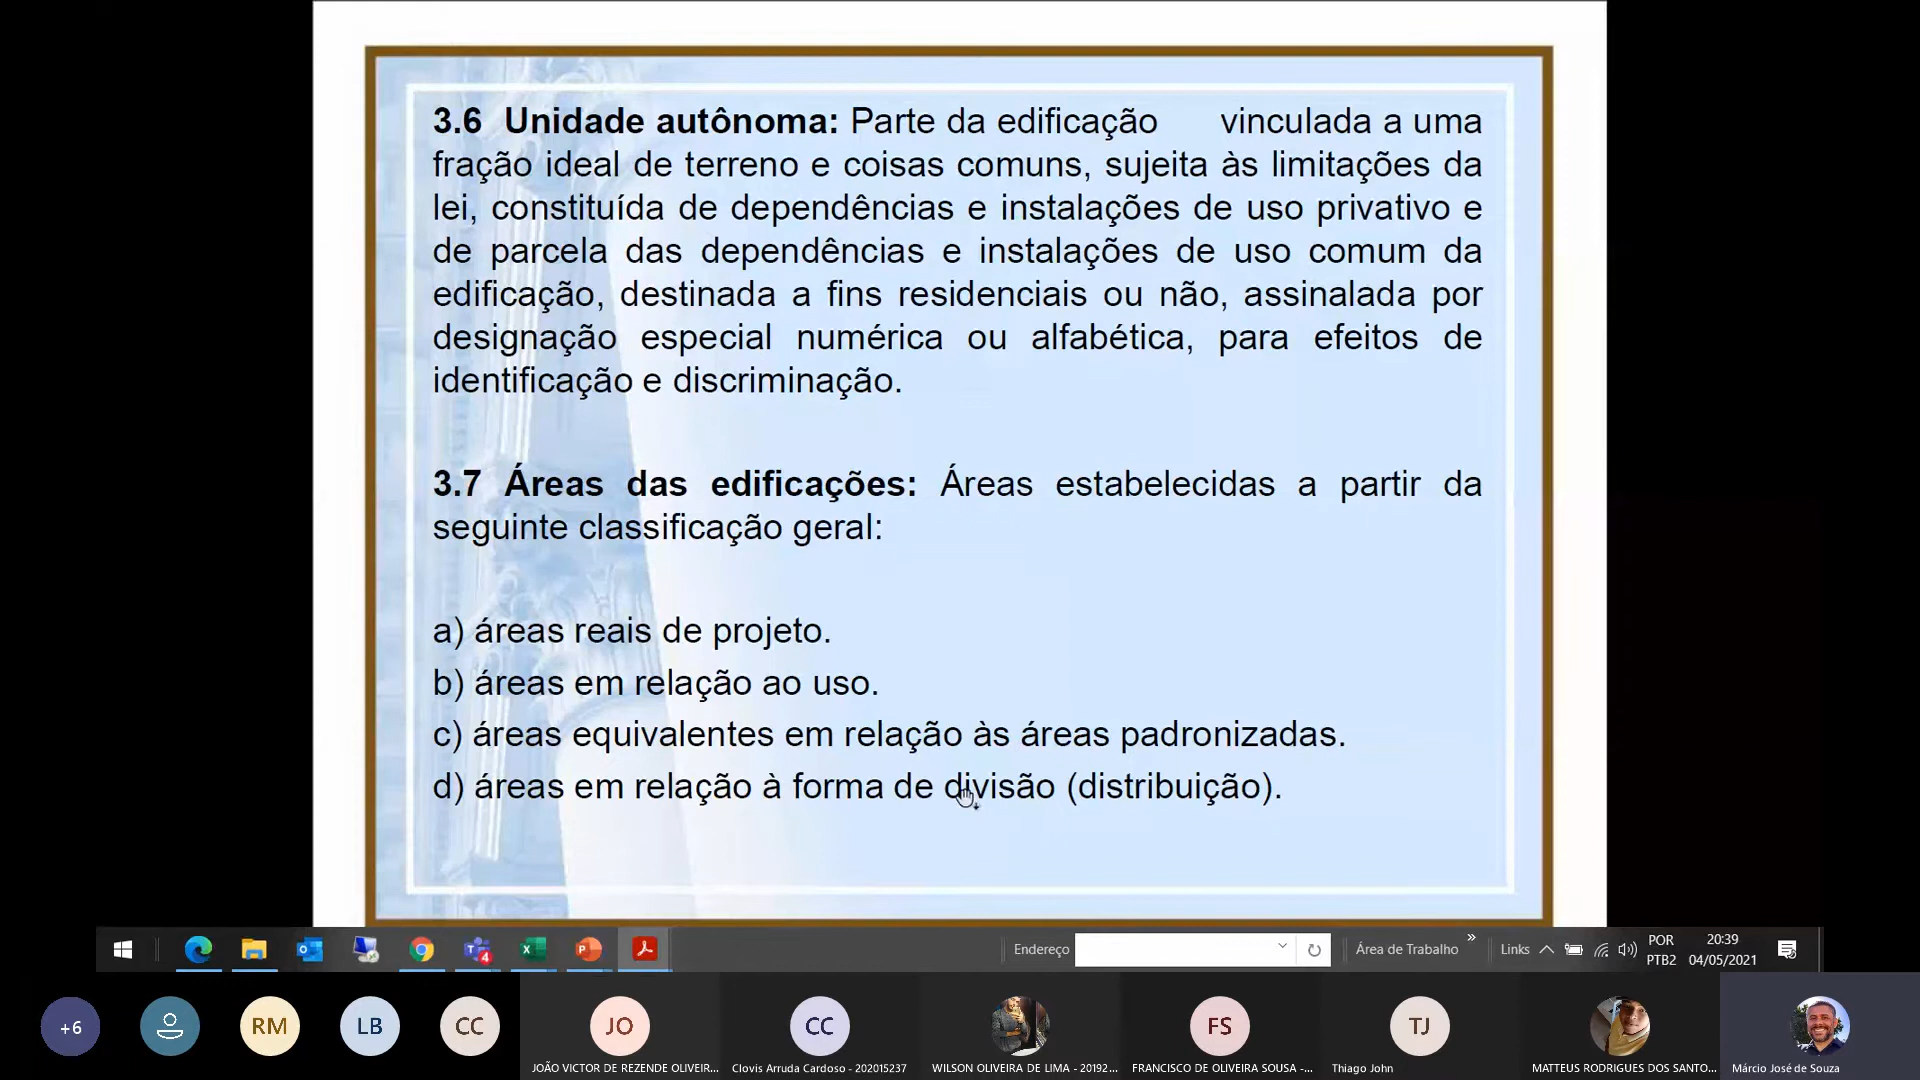 3.6 Unidade autônoma: Parte da edificação vinculada a uma
fração ideal de terreno e coisas comuns, sujeita às limitações da
lei, constituída de dependências e instalações de uso privativo e
de parcela das dependências e instalações de uso comum da
edificação, destinada a fins residenciais ou não, assinalada por
designação especial numérica ou alfabética, para efeitos de
identificação e discriminação.
3.7 Áreas das edificações: Áreas estabelecidas a partir da
seguinte classificação geral:
a) áreas reais de projeto.
b) áreas em relação ao uso.
c) áreas equivalentes em relação às áreas padronizadas.
d) áreas em relação à forma de divisão (distribuição).
4
Endereço
Área de Trabalho
»
Links
POR
PTB2
20:39
04/05/2021
+6
RM
LB
CC
JO
JOÃO VICTOR DE REZENDE OLIVEIR...
CC
Clovis Arruda Cardoso - 202015237
WILSON OLIVEIRA DE LIMA - 20192...
FS
FRANCISCO DE OLIVEIRA SOUSA -...
TJ
Thiago John
MATTEUS RODRIGUES DOS SANTO...
Márcio José de Souza